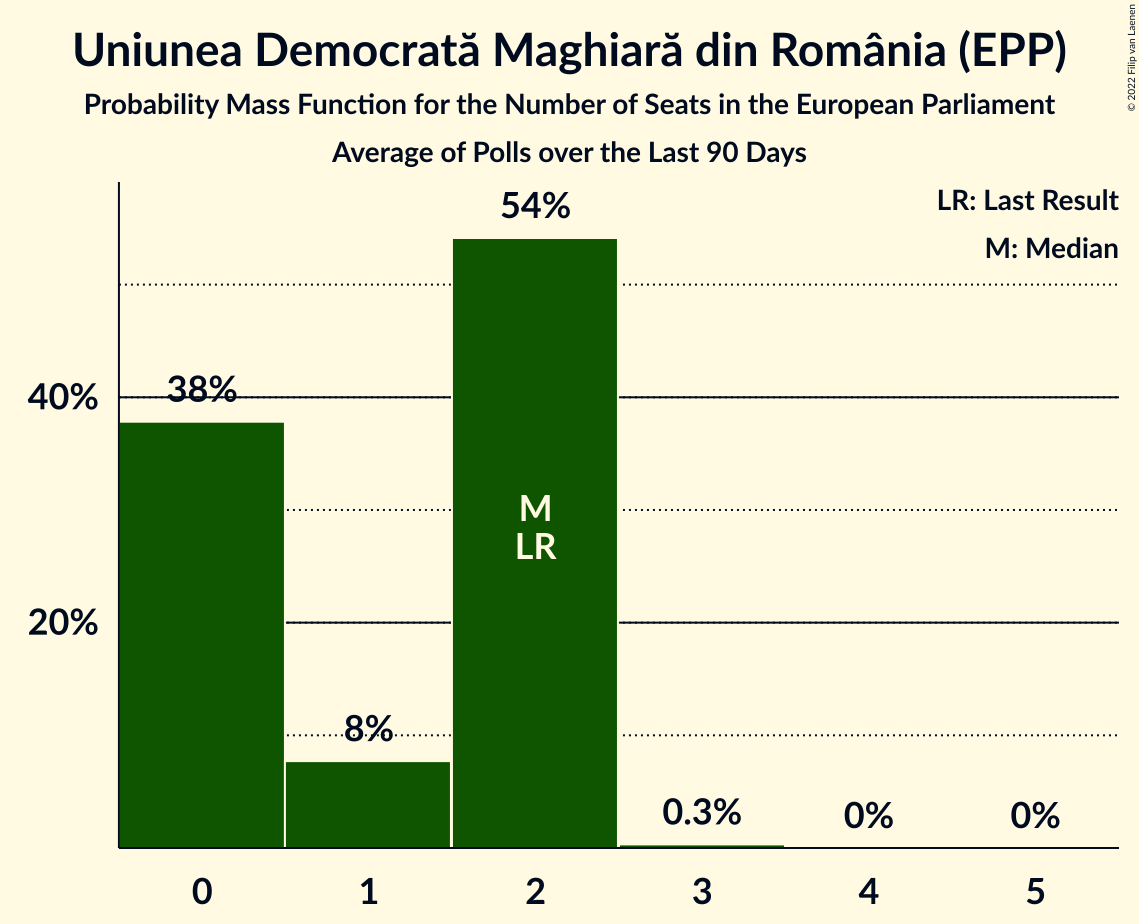 Uniunea Democrată Maghiară din România (EPP)
Probability Mass Function for the Number of Seats in the European Parliament
Average of Polls over the Last 90 Days
© 2022 Filip van Laenen
LR: Last Result
M: Median
54%
38%
40%
M
LR
20%
8%
0.3%
0%
0%
0
1
2
3
4
5